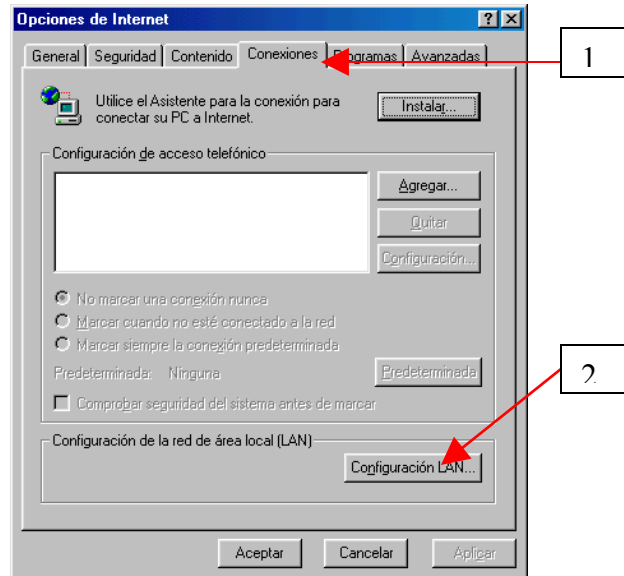 Opciones de Internet
General Seguridad Contenido Conexiones Programas Avanzadas
1
Utilice el Asistente para la conexión para
conectar su PC a Internet.
Instalar...
Configuración de acceso telefónico
Agregar...
Quitar
Configuración...
No marcar una conexión nunca
Marcar cuando no esté conectado a la red
Marcar siempre la conexión predeterminada
Predeterminada: Ninguna
Predeterminada
2
Comprobar seguridad del sistema antes de marcar
Configuración de la red de área local (LAN)
Configuración LAN...
Aceptar Cancelar Aplicar